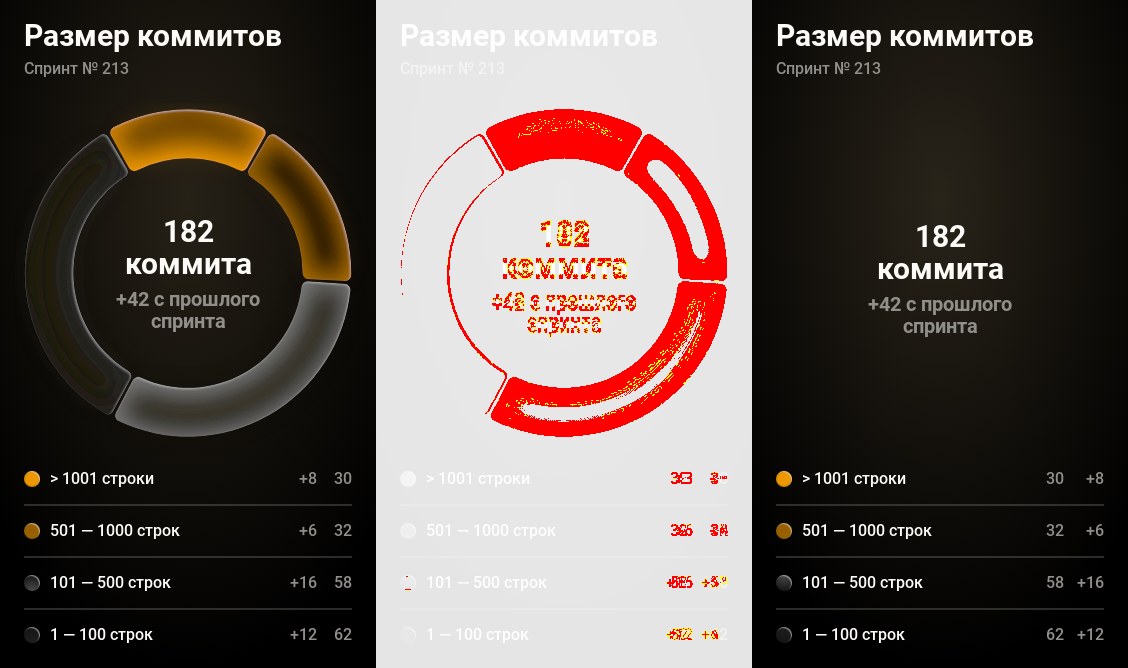 Размер коммитов
Спринт № 213
182
коммита
+42 с прошлого
спринта
> 1001 строки +8 30
501 — 1000 строк +6 32
101 — 500 строк +16 58
1 — 100 строк +12 62
Размер коммитов
Спринт № 213
> 1001 строки
501 — 1000 строк
101 — 500 строк
1 — 100 строк
Размер коммитов
Спринт № 213
182
коммита
+42 с прошлого
спринта
> 1001 строки 30 +8
501 — 1000 строк 32 +6
101 — 500 строк 58 +16
1 — 100 строк 62 +12